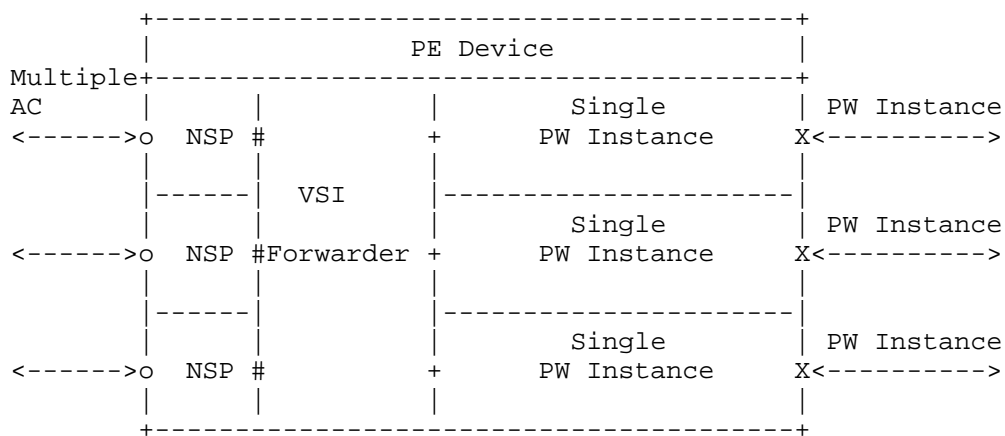 PE Device
Multiple
AC Single PW Instance
<------>o NSP # + PW Instance X<---------->
VSI
Single PW Instance
<------>o NSP #Forwarder + PW Instance X<---------->
Single PW Instance
<------>o NSP # + PW Instance X<---------->